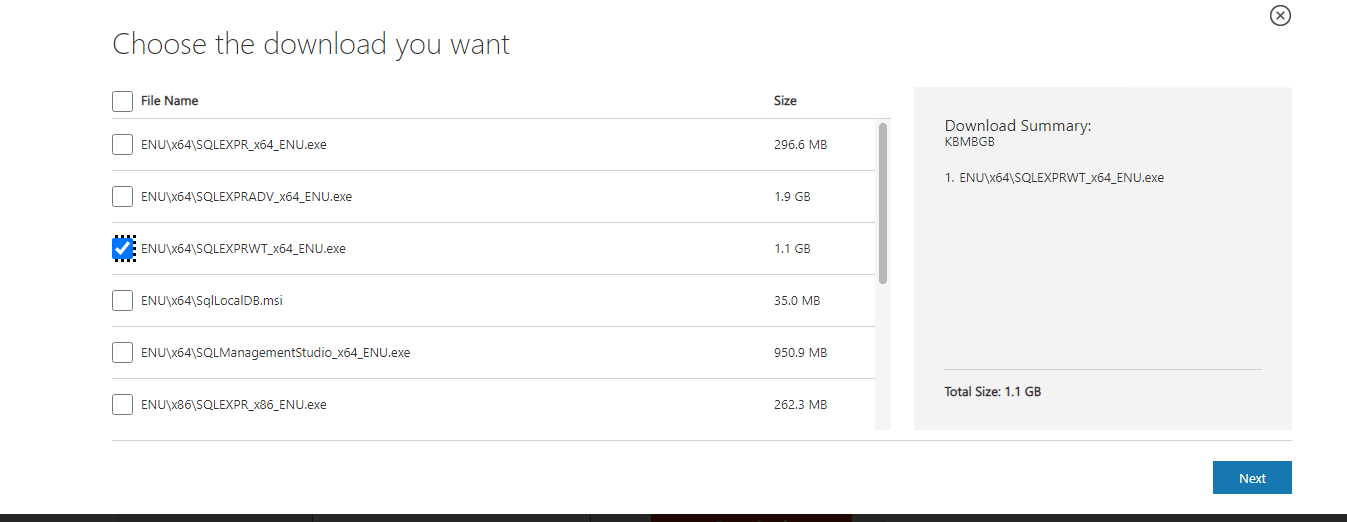 Choose the download you want
File Name Size
ENU\x64\SQLEXPR_x64_ENU.exe 296.6 MB
ENU\x64\SQLEXPRADV_x64_ENU.exe 1.9 GB
ENU\x64\SQLEXPRWT_x64_ENU.exe 1.1 GB
ENU\x64\SqlLocalDB.msi 35.0 MB
ENU\x64\SQLManagementStudio_x64_ENU.exe 950.9 MB
ENU\x86\SQLEXPR_x86_ENU.exe 262.3 MB
Download Summary:
KBMBGB
1. ENU\x64\SQLEXPRWT_x64_ENU.exe
Total Size: 1.1 GB
Next